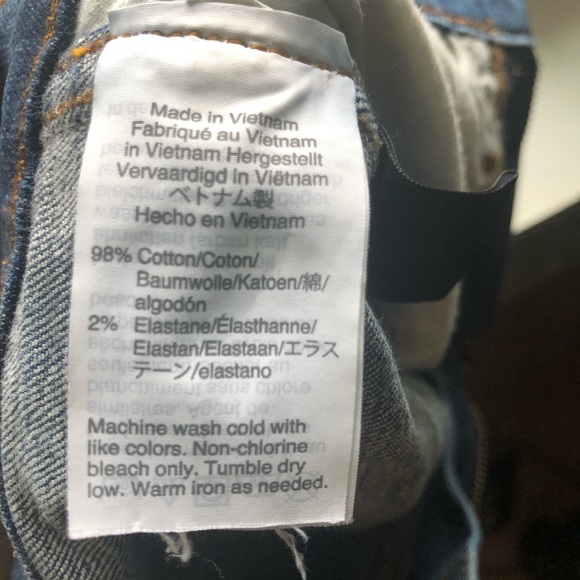 Made in Vietnam
Fabriqué au Vietnam
in Vietnam Hergestellt
Vervaardigd in Viëtnam
ベトナム製
Hecho en Vietnam
98% Cotton/Coton/
Baumwolle/Katoen/綿/
algodón
2% Elastane/Élasthanne/
Elastan/Elastaan/エラス
テーン/elastano
Machine wash cold with
like colors. Non-chlorine
bleach only. Tumble dry
low. Warm iron as needed.